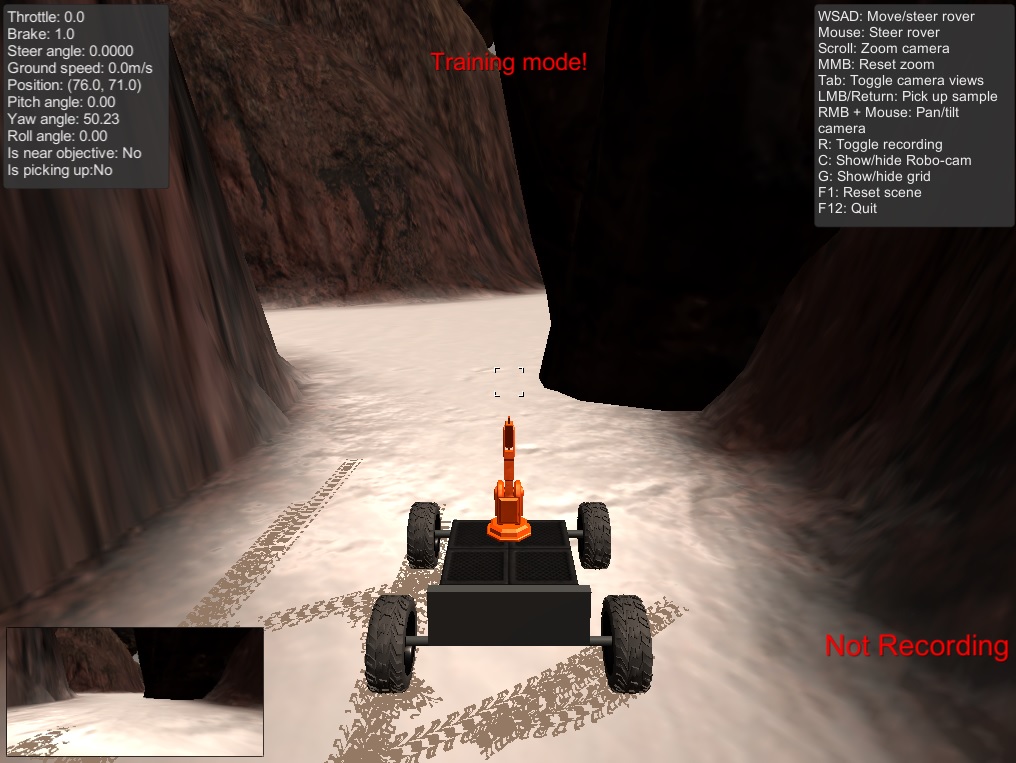 Throttle: 0.0
Brake: 1.0
Steer angle: 0.0000
Ground speed: 0.0m/s
Position: (76.0, 71.0)
Pitch angle: 0.00
Yaw angle: 50.23
Roll angle: 0.00
Is near objective: No
Is picking up:No
Training mode!
WSAD: Move/steer rover
Mouse: Steer rover
Scroll: Zoom camera
MMB: Reset zoom
Tab: Toggle camera views
LMB/Return: Pick up sample
RMB + Mouse: Pan/tilt
camera
R: Toggle recording
C: Show/hide Robo-cam
G: Show/hide grid
F1: Reset scene
F12: Quit
Not Recording